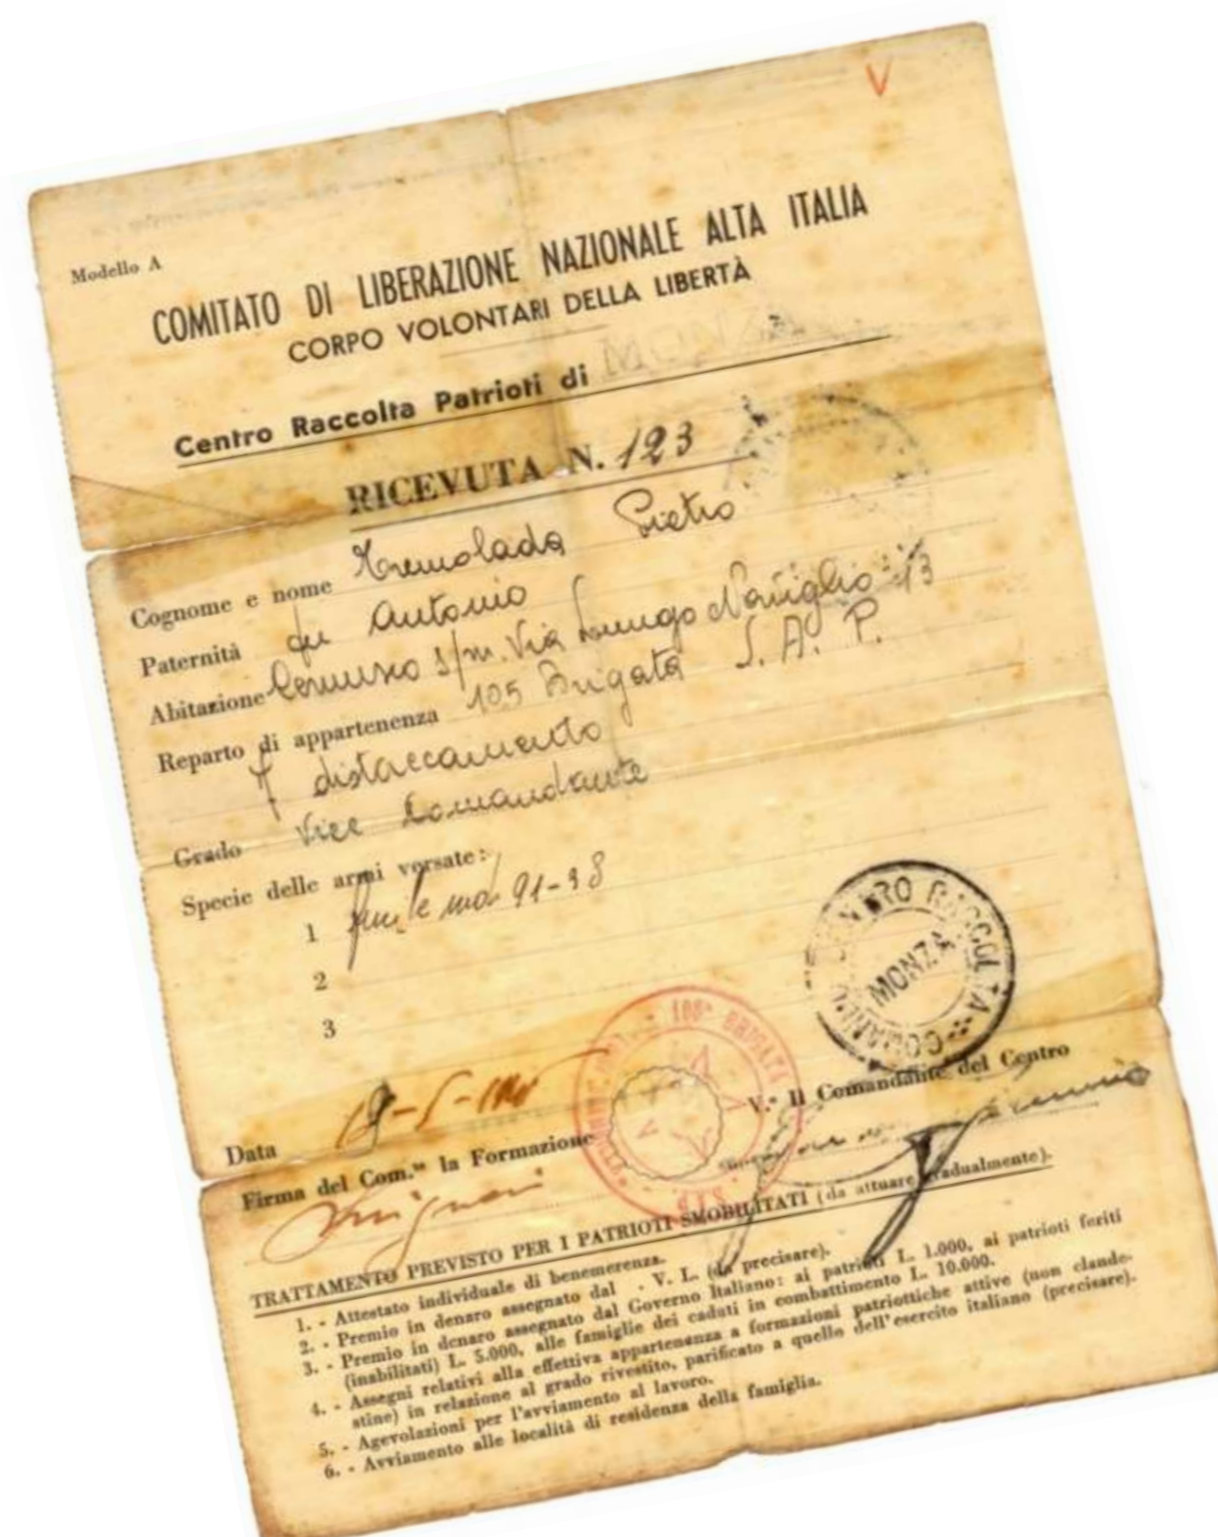 V
Modello A
COMITATO DI LIBERAZIONE NAZIONALE ALTA ITALIA
CORPO VOLONTARI DELLA LIBERTÀ
Centro Raccolta Patrioti di MONZA
RICEVUTA N. 123
Cognome e nome Tremolada Pietro
Paternità fu Antonio
Abitazione Cernusco s/n. Via Lungo Naviglio 13
Reparto di appartenenza 105 Brigata S. A. P.
distaccamento
Grado Vice Comandante
Specie delle armi versate:
1 fucile mod. 91-38
2
3
CENTRO RACCOLTA
MONZA
BRIGATA
Data
V.° Il Comandante del Centro
Firma del Com.te la Formazione
TRATTAMENTO PREVISTO PER I PATRIOTI SMOBILITATI (da attuare gradualmente).
1. - Attestato individuale di benemerenza.
2. - Premio in denaro assegnato dal · V. L. (da precisare).
3. - Premio in denaro assegnato dal Governo Italiano: ai patrioti L. 1.000, ai patrioti feriti
(inabilitati) L. 5.000, alle famiglie dei caduti in combattimento L. 10.000.
4. - Assegni relativi alla effettiva appartenenza a formazioni patriottiche attive (non clande-
stine) in relazione al grado rivestito, parificato a quello dell'esercito italiano (precisare).
5. - Agevolazioni per l'avviamento al lavoro.
6. - Avviamento alle località di residenza della famiglia.